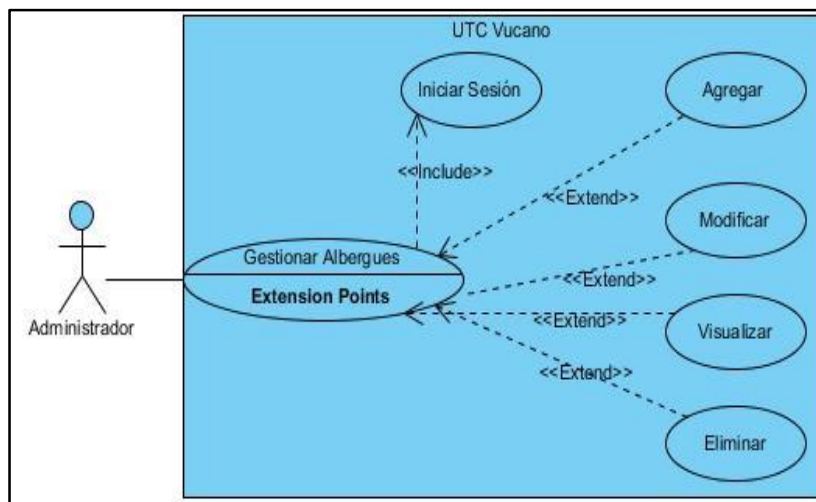 UTC Vucano
Iniciar Sesión
Agregar
<<Include>>
<<Extend>>
Modificar
Gestionar Albergues
<<Extend>>
Extension Points
<<Extend>>
Administrador
Visualizar
<<Extend>>
Eliminar